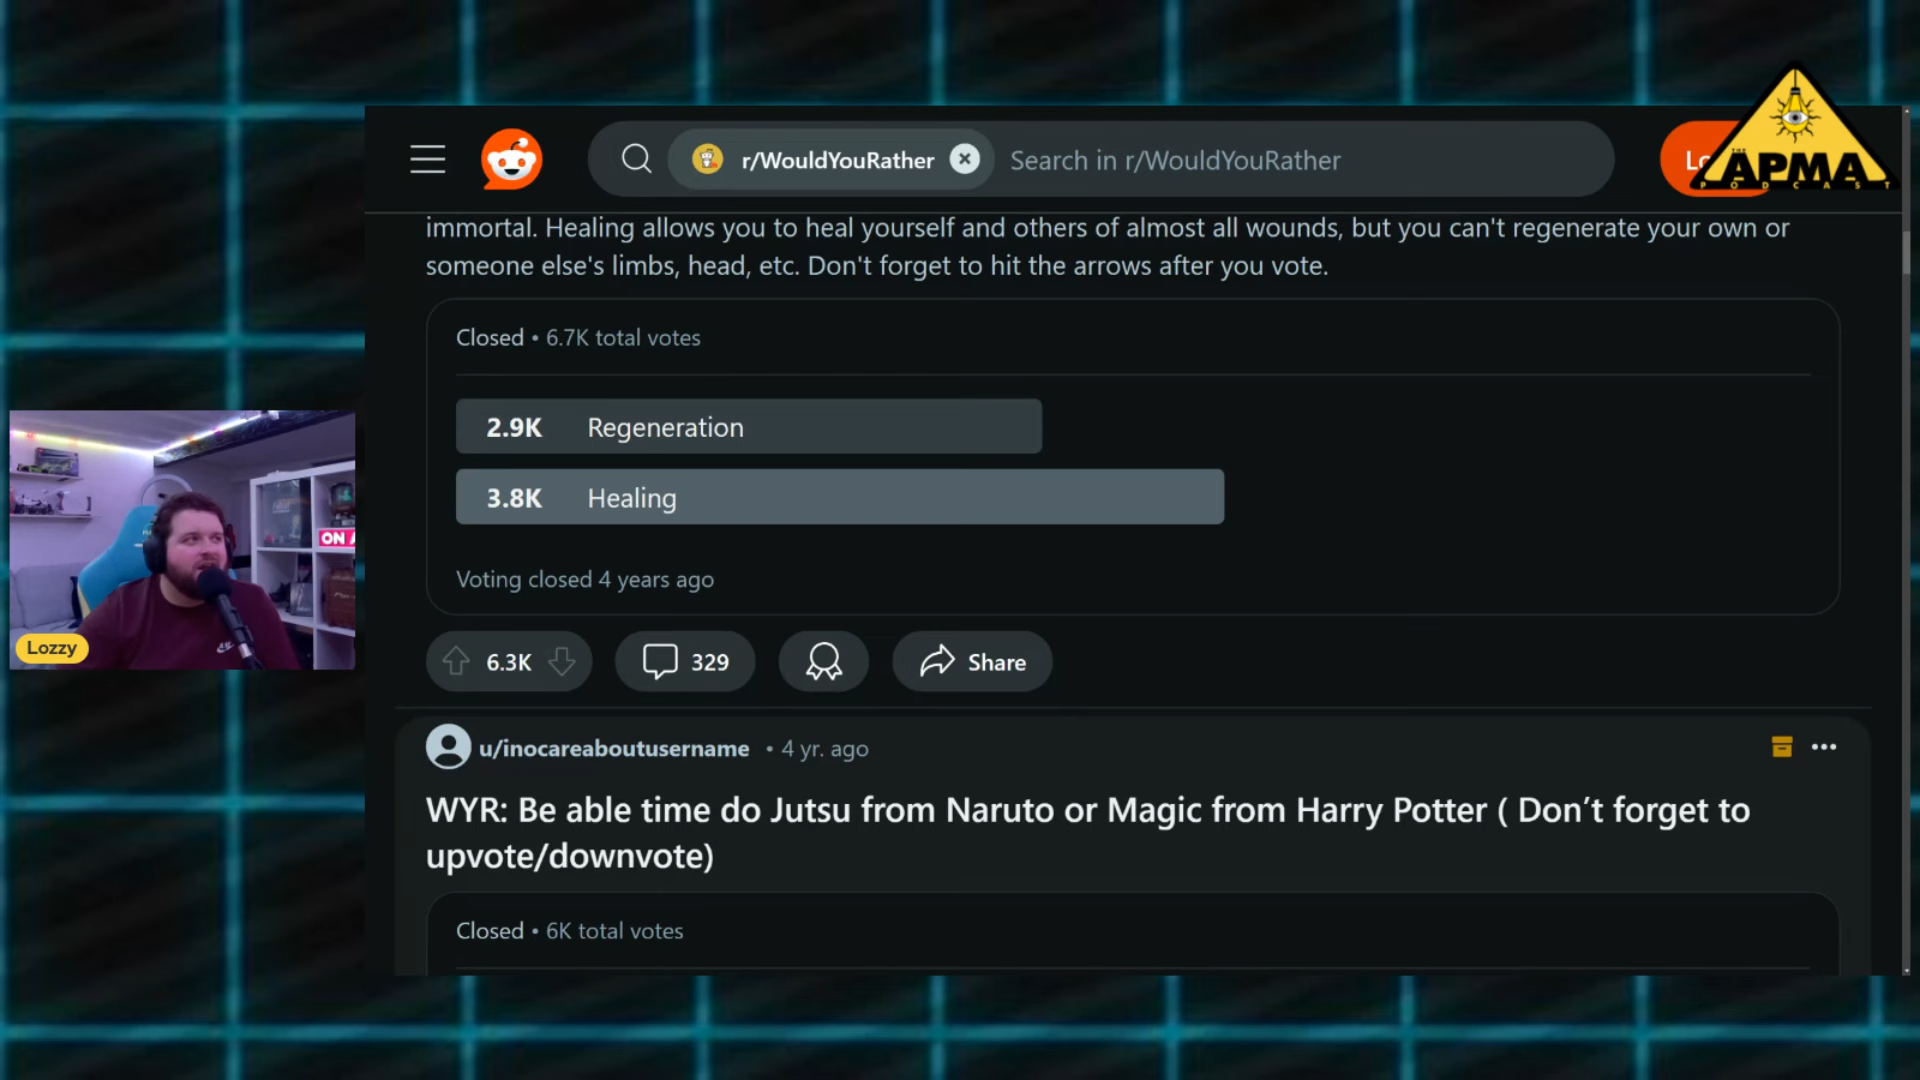 r/WouldYouRather
Search in r/WouldYouRather
THE
APMA
PODCAST
immortal. Healing allows you to heal yourself and others of almost all wounds, but you can't regenerate your own or
someone else's limbs, head, etc. Don't forget to hit the arrows after you vote.
Closed • 6.7K total votes
2.9K Regeneration
3.8K Healing
Voting closed 4 years ago
ON
Lozzy
6.3K
329
Share
u/inocareaboutusername • 4 yr. ago
WYR: Be able time do Jutsu from Naruto or Magic from Harry Potter ( Don’t forget to
upvote/downvote)
Closed • 6K total votes